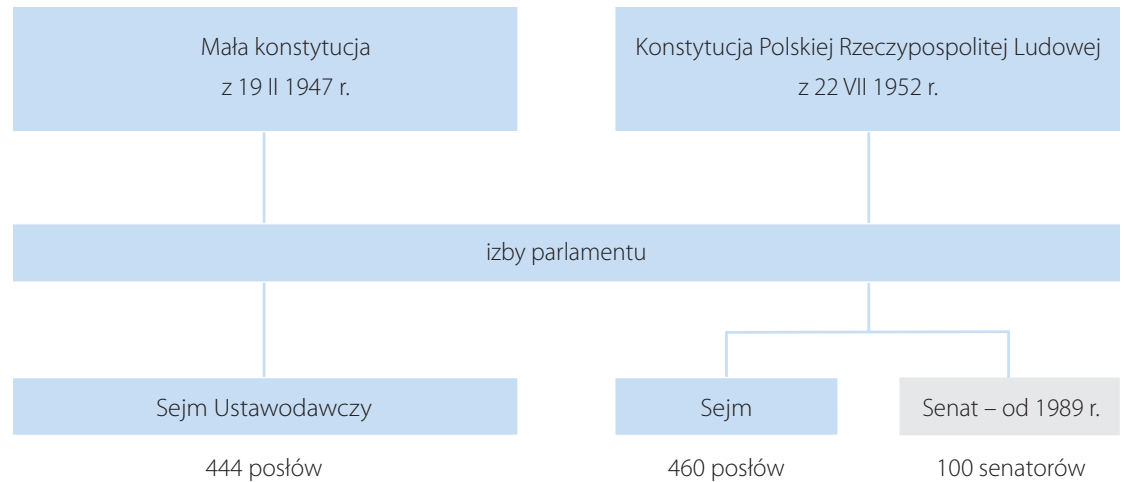 Mała konstytucja
z 19 II 1947 r.
Konstytucja Polskiej Rzeczypospolitej Ludowej
z 22 VII 1952 r.
izby parlamentu
Sejm Ustawodawczy
Sejm
Senat – od 1989 r.
444 posłów
460 posłów
100 senatorów